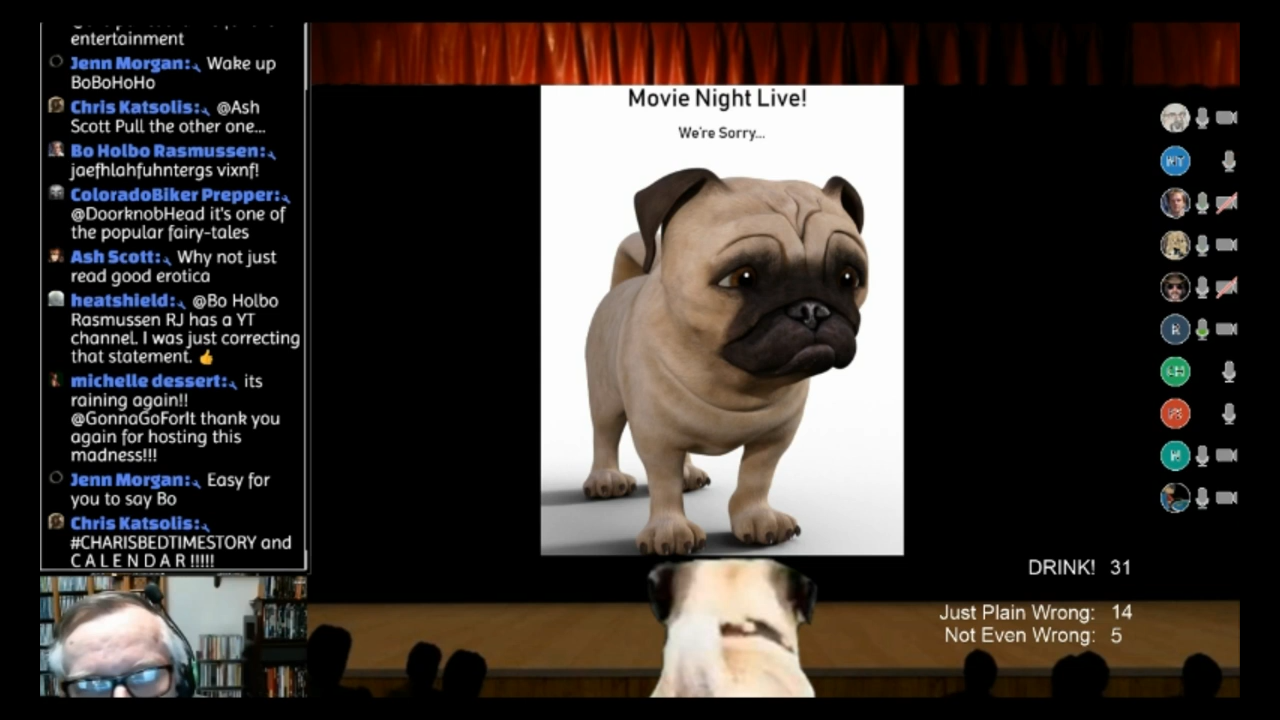 entertainment
Jenn Morgan: Wake up
BoBoHoHo
Chris Katsolis: @Ash
Scott Pull the other one...
Bo Holbo Rasmussen:
jaefhlahfuhntergs vixnf!
ColoradoBiker Prepper:
@DoorknobHead it's one of
the popular fairy-tales
Ash Scott: Why not just
read good erotica
heatshield: @Bo Holbo
Rasmussen RJ has a YT
channel. I was just correcting
that statement. 👍
michelle dessert: its
raining again!!
@GonnaGoForIt thank you
again for hosting this
madness!!!
Jenn Morgan: Easy for
you to say Bo
Chris Katsolis:
#CHARISBEDTIMESTORY and
C A L E N D A R !!!!!
Movie Night Live!
We're Sorry...
DRINK! 31
Just Plain Wrong: 14
Not Even Wrong: 5